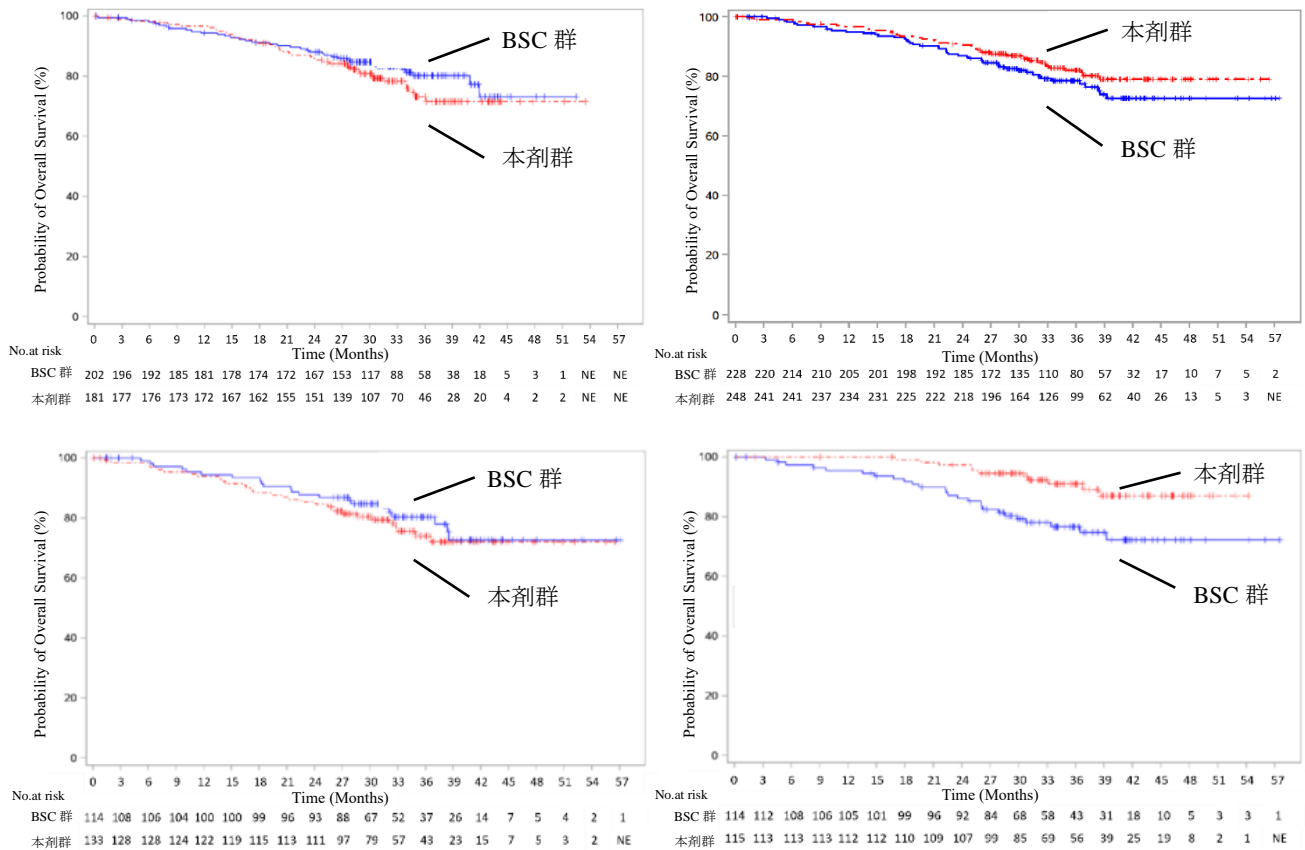 Probability of Overall Survival (%)
100
80
60
40
20
0
BSC 群
本剤群
0 3 6 9 12 15 18 21 24 27 30 33 36 39 42 45 48 51 54 57
Time (Months)
No.at risk
BSC 群 202 196 192 185 181 178 174 172 167 153 117 88 58 38 18 5 3 1 NE NE
本剤群 181 177 176 173 172 167 162 155 151 139 107 70 46 28 20 4 2 2 NE NE
Probability of Overall Survival (%)
100
80
60
40
20
0
本剤群
BSC 群
0 3 6 9 12 15 18 21 24 27 30 33 36 39 42 45 48 51 54 57
Time (Months)
No.at risk
BSC 群 228 220 214 210 205 201 198 192 185 172 135 110 80 57 32 17 10 7 5 2
本剤群 248 241 241 237 234 231 225 222 218 196 164 126 99 62 40 26 13 5 3 NE
Probability of Overall Survival (%)
100
80
60
40
20
0
BSC 群
本剤群
0 3 6 9 12 15 18 21 24 27 30 33 36 39 42 45 48 51 54 57
Time (Months)
No.at risk
BSC 群 114 108 106 104 100 100 99 96 93 88 67 52 37 26 14 7 5 4 2 1
本剤群 133 128 128 124 122 119 115 113 111 97 79 57 43 23 15 7 5 3 2 NE
Probability of Overall Survival (%)
100
80
60
40
20
0
本剤群
BSC 群
0 3 6 9 12 15 18 21 24 27 30 33 36 39 42 45 48 51 54 57
Time (Months)
No.at risk
BSC 群 114 112 108 106 105 101 99 96 92 84 68 58 43 31 18 10 5 3 3 1
本剤群 115 113 113 113 112 112 110 109 107 99 85 69 56 39 25 19 8 2 1 NE